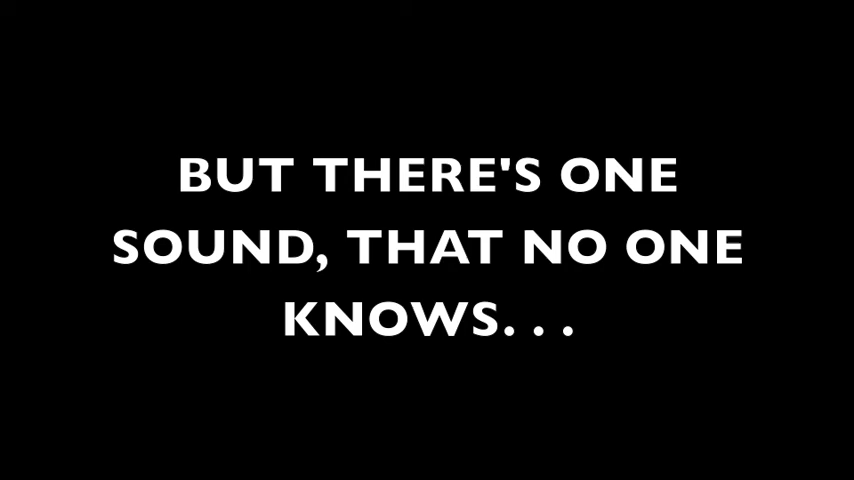 BUT THERE'S ONE
SOUND, THAT NO ONE
KNOWS. . .